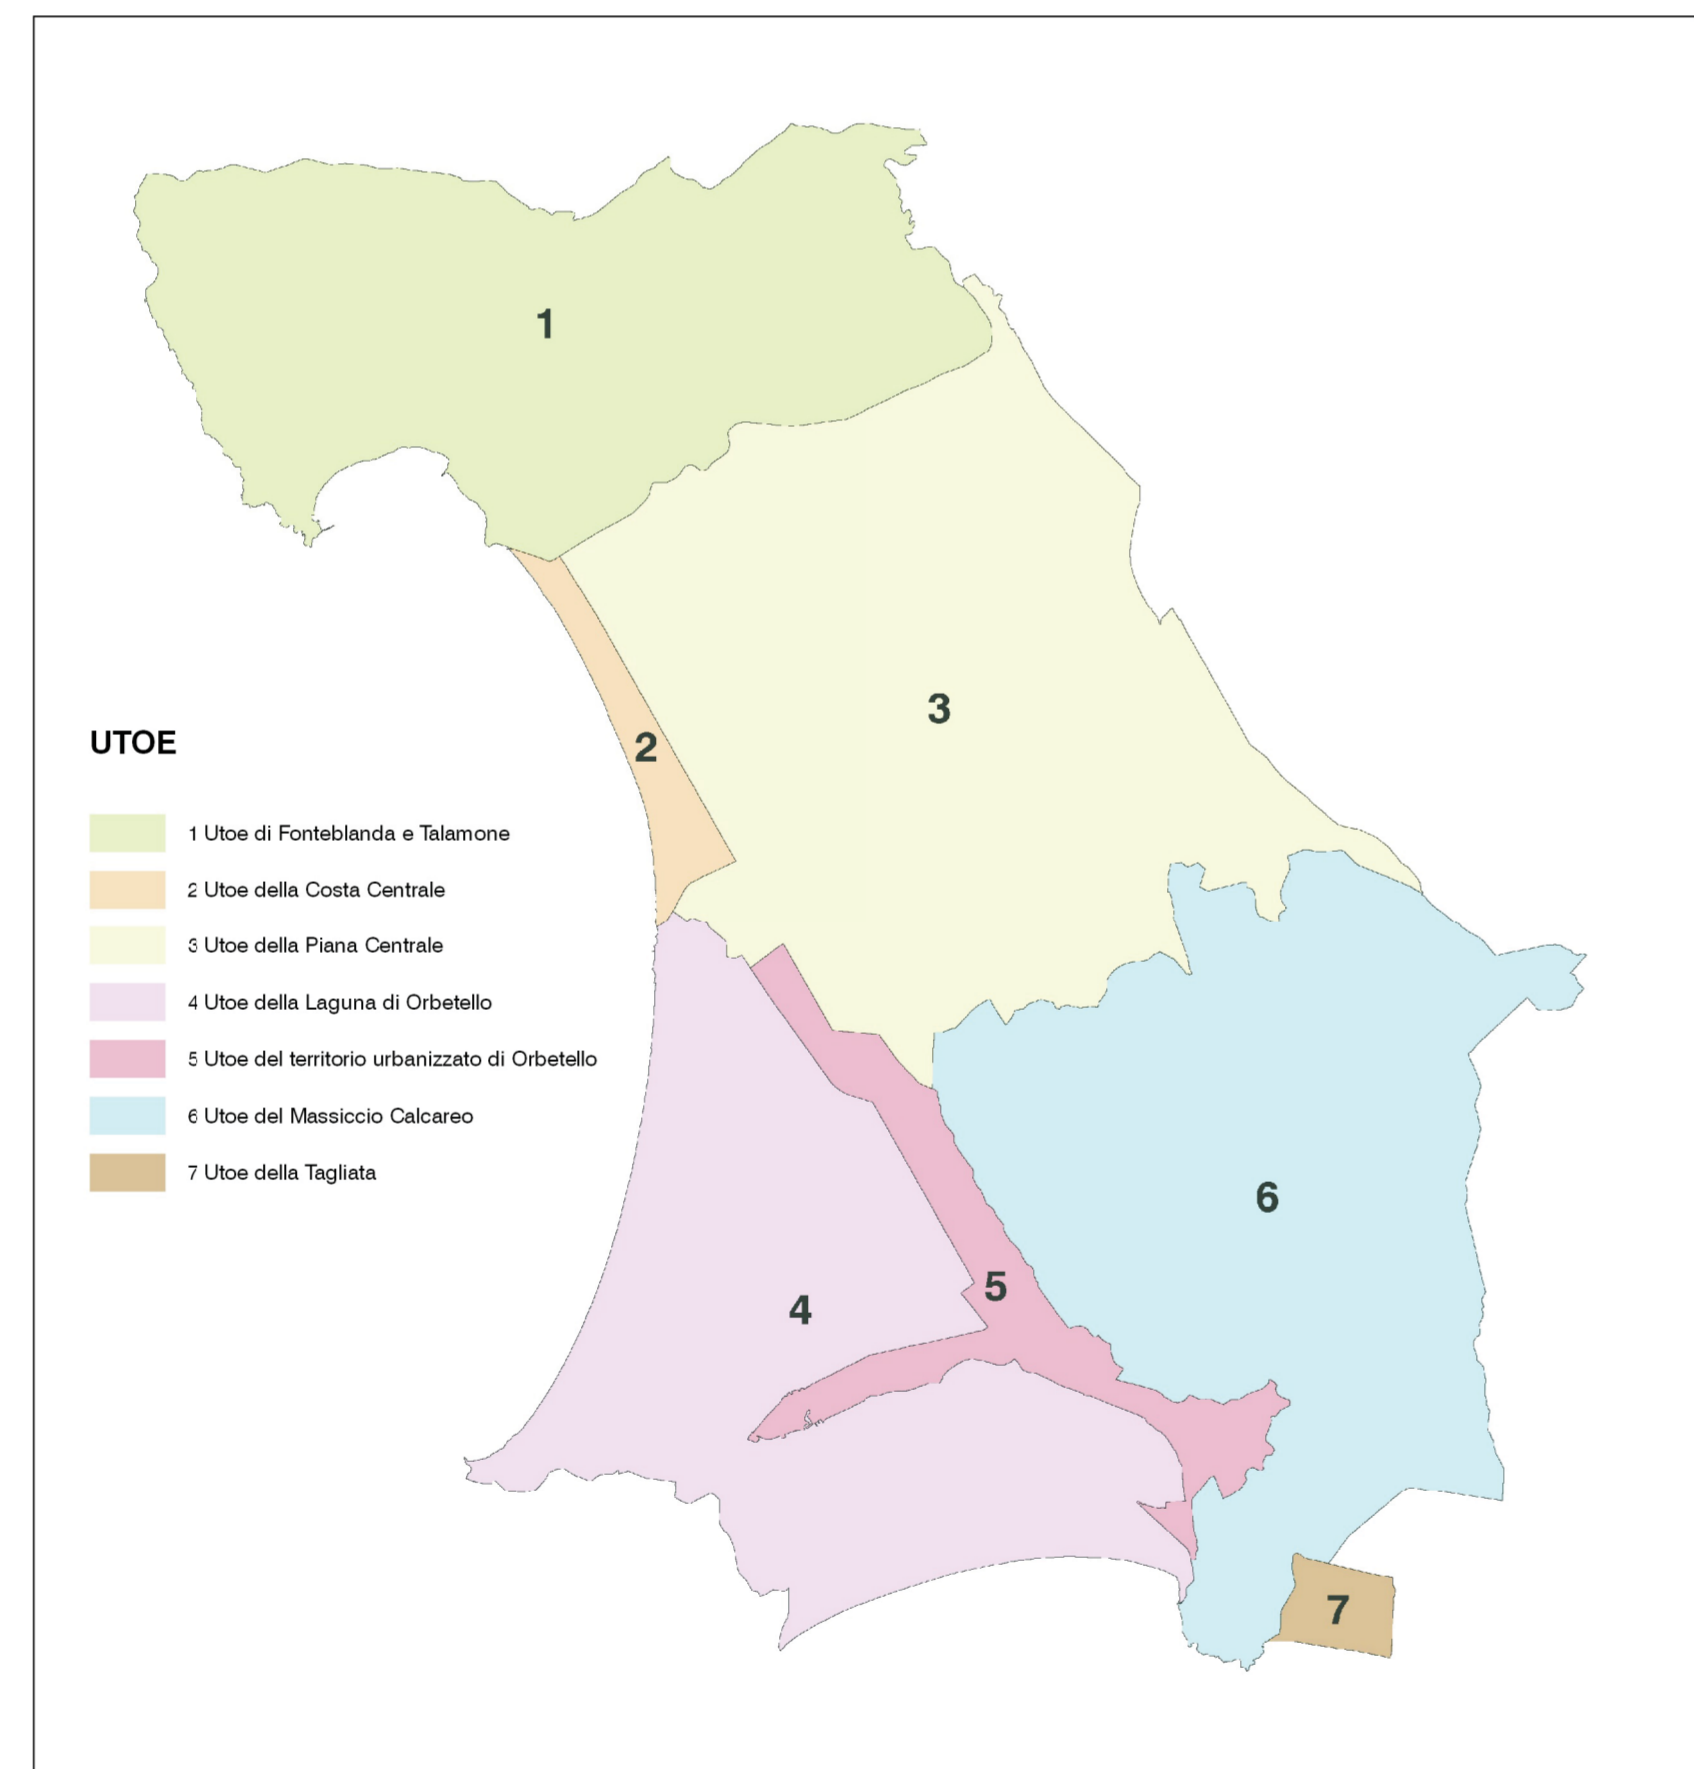 1
2
3
UTOE
1 Utoe di Fonteblanda e Talamone
2 Utoe della Costa Centrale
3 Utoe della Piana Centrale
4 Utoe della Laguna di Orbetello
5 Utoe del territorio urbanizzato di Orbetello
6 Utoe del Massiccio Calcareo
7 Utoe della Tagliata
6
5
4
7